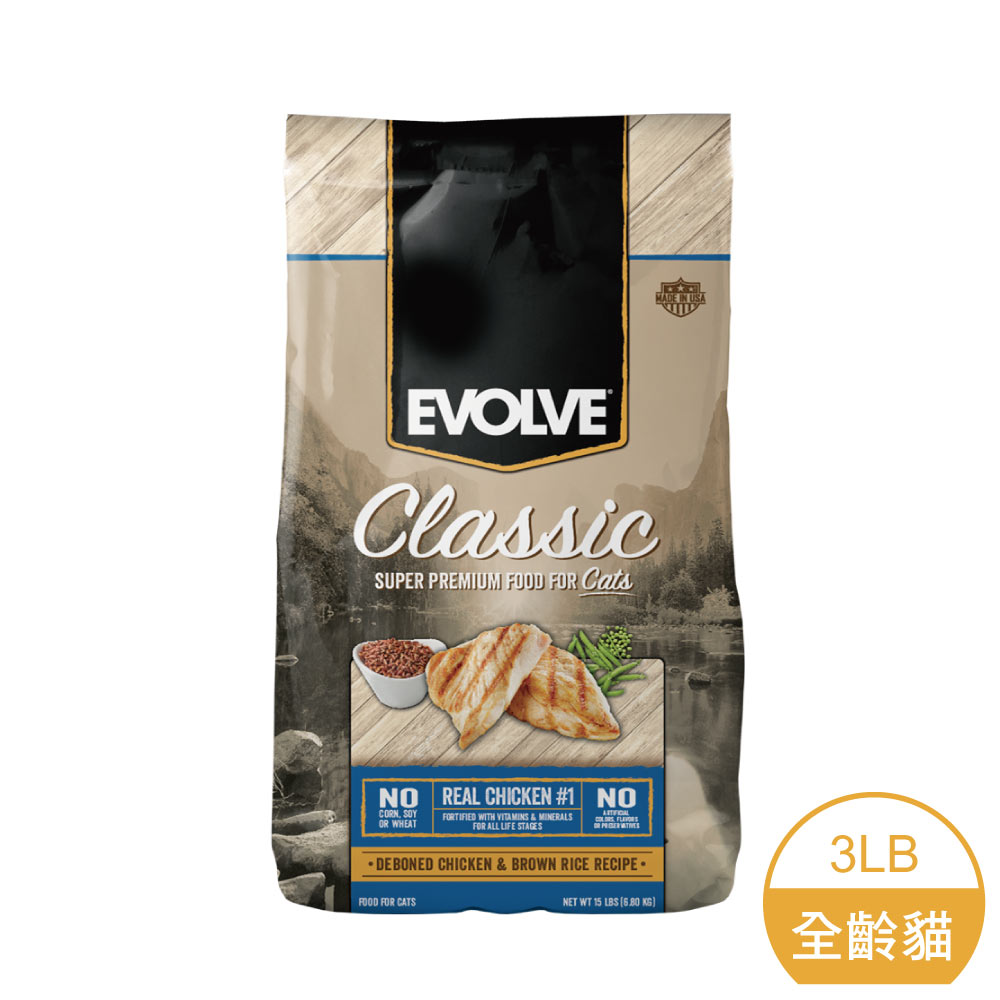 MADE IN USA
EVOLVE®
Classic
SUPER PREMIUM FOOD FOR Cats
NO
CORN, SOY
OR WHEAT
REAL CHICKEN #1
FORTIFIED WITH VITAMINS & MINERALS
FOR ALL LIFE STAGES
NO
ARTIFICIAL
COLORS, FLAVORS
OR PRESERVATIVES
• DEBONED CHICKEN & BROWN RICE RECIPE •
FOOD FOR CATS
NET WT 15 LBS (6.80 KG)
3LB
全齡貓